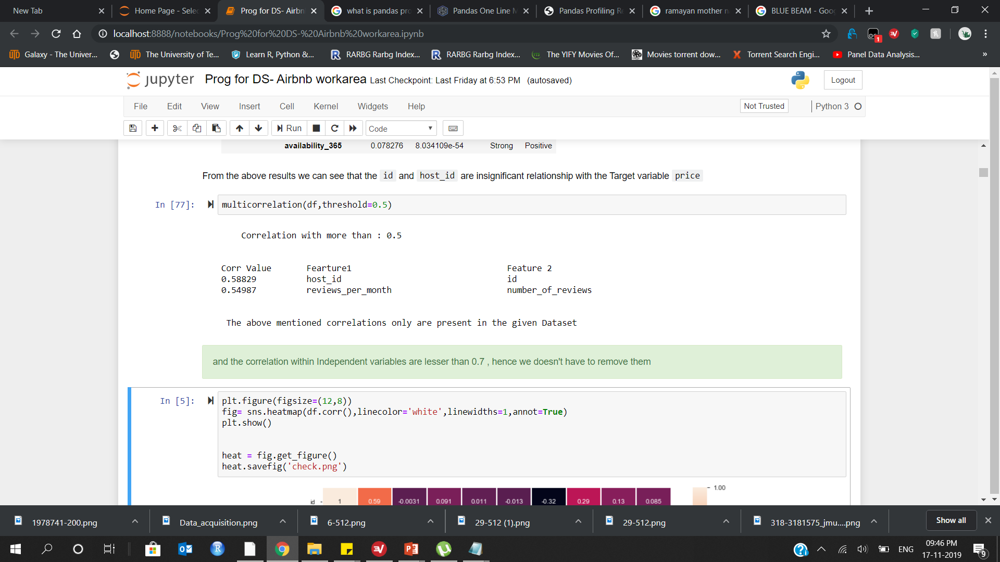 New Tab
Home Page - Selec
Prog for DS- Airbn
what is pandas pro
Pandas One Line M
Pandas Profiling Re
ramayan mother n
BLUE BEAM - Goog
localhost:8888/notebooks/Prog%20for%20DS-%20Airbnb%20workarea.ipynb
1
Galaxy - The Univer...
The University of Te...
Learn R, Python &...
RARBG Rarbg Index...
RARBG Rarbg Index...
The YIFY Movies Of...
Movies torrent dow...
Torrent Search Engi...
Panel Data Analysis...
»
jupyter
Prog for DS- Airbnb workarea
Last Checkpoint: Last Friday at 6:53 PM (autosaved)
Logout
File
Edit
View
Insert
Cell
Kernel
Widgets
Help
Not Trusted
Python 3
Run
Code
availability_365 0.078276 8.034109e-54 Strong Positive
From the above results we can see that the id and host_id are insignificant relationship with the Target variable price
In [77]:
multicorrelation(df,threshold=0.5)
Correlation with more than : 0.5
Corr Value Fearture1 Feature 2
0.58829 host_id id
0.54987 reviews_per_month number_of_reviews
The above mentioned correlations only are present in the given Dataset
and the correlation within Independent variables are lesser than 0.7 , hence we doesn't have to remove them
In [5]:
plt.figure(figsize=(12,8))
fig= sns.heatmap(df.corr(),linecolor='white',linewidths=1,annot=True)
plt.show()
heat = fig.get_figure()
heat.savefig('check.png')
1.00
id 1 0.59 -0.0031 0.091 0.011 -0.013 -0.32 0.29 0.13 0.085
1978741-200.png
Data_acquisition.png
6-512.png
29-512 (1).png
29-512.png
318-3181575_jmu....png
Show all
ENG
09:46 PM
17-11-2019
9